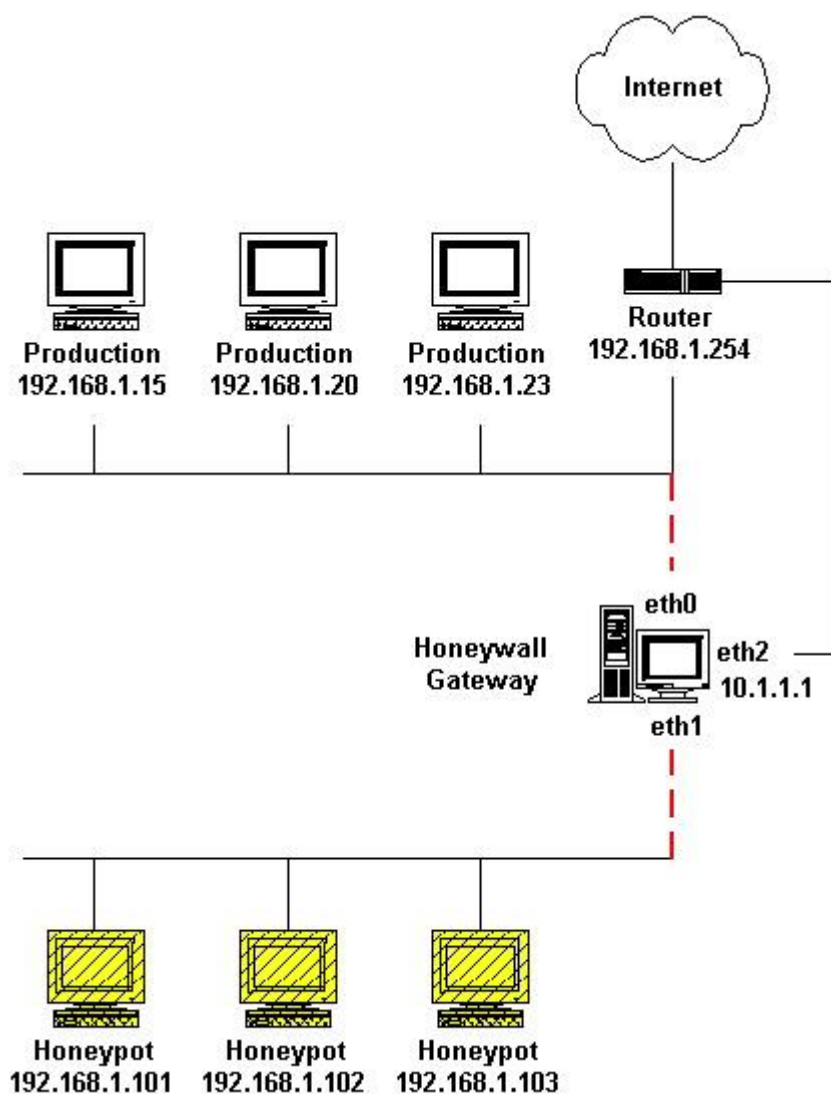 Internet
Production
192.168.1.15
Production
192.168.1.20
Production
192.168.1.23
Router
192.168.1.254
eth0
Honeywall
Gateway
eth2
10.1.1.1
eth1
Honeypot
192.168.1.101
Honeypot
192.168.1.102
Honeypot
192.168.1.103